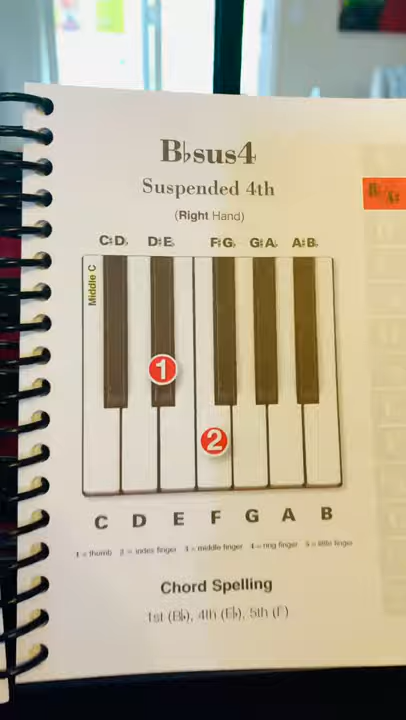 B♭sus4
Suspended 4th
(Right Hand)
C♯D♭ D♯E♭ F♯G♭ G♯A♭ A♯B♭
Middle C
1
2
C D E F G A B
1 = thumb 2 = index finger 3 = middle finger 4 = ring finger 5 = little finger
Chord Spelling
1st (B♭), 4th (E♭), 5th (F)